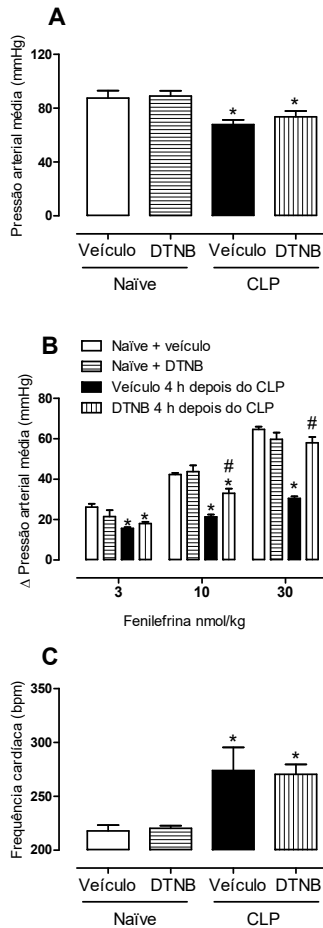 A
Pressão arterial média (mmHg)
120
80
40
0
* *
Veículo DTNB Veículo DTNB
Naïve CLP
B
Naïve + veículo
Naïve + DTNB
Veículo 4 h depois do CLP
DTNB 4 h depois do CLP
Δ Pressão arterial média (mmHg)
80
60
40
20
0
* *
#
* *
#
*
3 10 30
Fenilefrina nmol/kg
C
Frequência cardíaca (bpm)
350
300
250
200
* *
Veículo DTNB Veículo DTNB
Naïve CLP